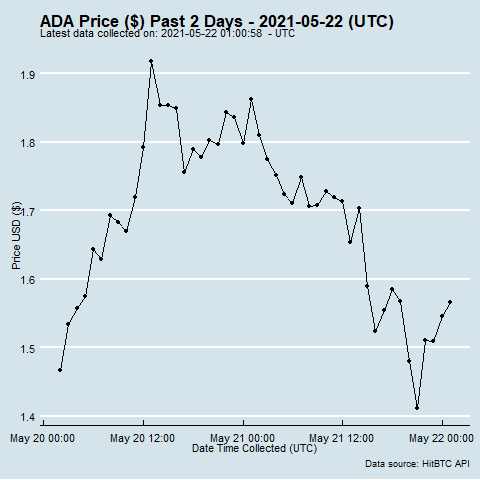 ADA Price ($) Past 2 Days - 2021-05-22 (UTC)
Latest data collected on: 2021-05-22 01:00:58 - UTC
1.9
1.8
1.7
1.6
1.5
1.4
Price USD ($)
May 20 00:00 May 20 12:00 May 21 00:00 May 21 12:00 May 22 00:00
Date Time Collected (UTC)
Data source: HitBTC API